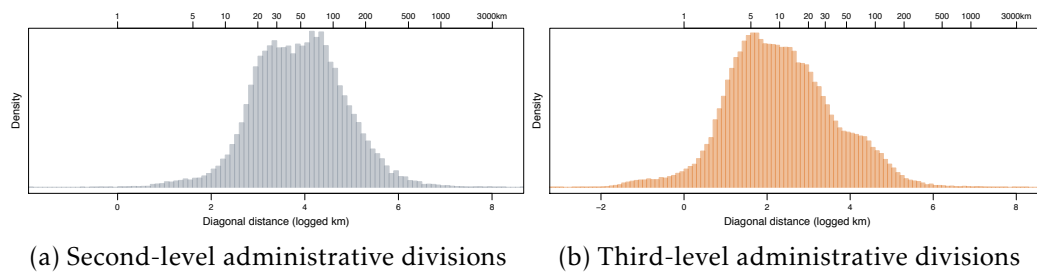 1 5 10 20 30 50 100 200 500 1000 3000km
Density
0 2 4 6 8
Diagonal distance (logged km)
(a) Second-level administrative divisions
1 5 10 20 30 50 100 200 500 1000 3000km
Density
−2 0 2 4 6 8
Diagonal distance (logged km)
(b) Third-level administrative divisions